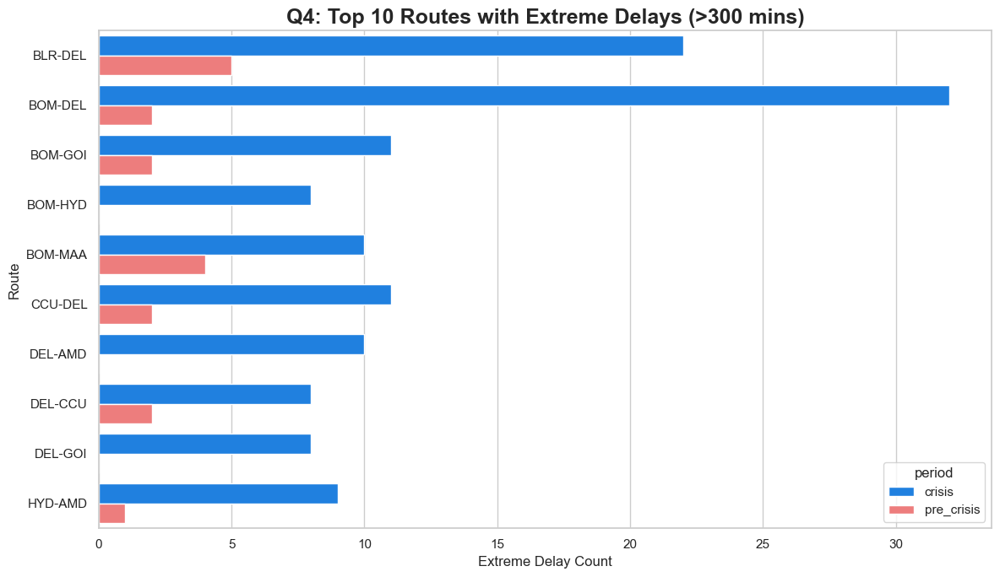 Q4: Top 10 Routes with Extreme Delays (>300 mins)
Route
BLR-DEL
BOM-DEL
BOM-GOI
BOM-HYD
BOM-MAA
CCU-DEL
DEL-AMD
DEL-CCU
DEL-GOI
HYD-AMD
period
crisis
pre_crisis
0 5 10 15 20 25 30
Extreme Delay Count